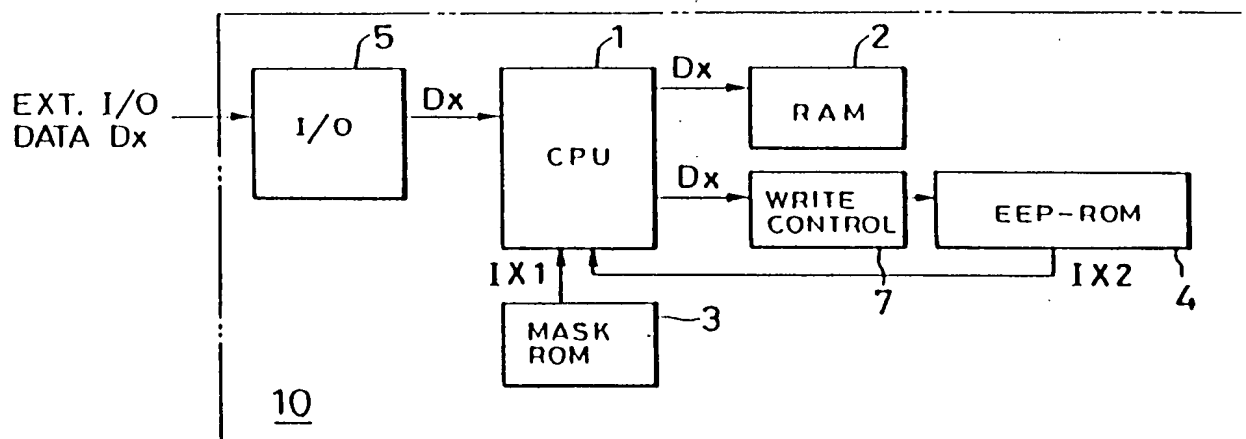 5
1
2
EXT. I/O
DATA Dx
I/O
Dx
CPU
Dx
RAM
Dx
WRITE
CONTROL
EEP-ROM
IX1
7
IX2
4
MASK
ROM
3
10